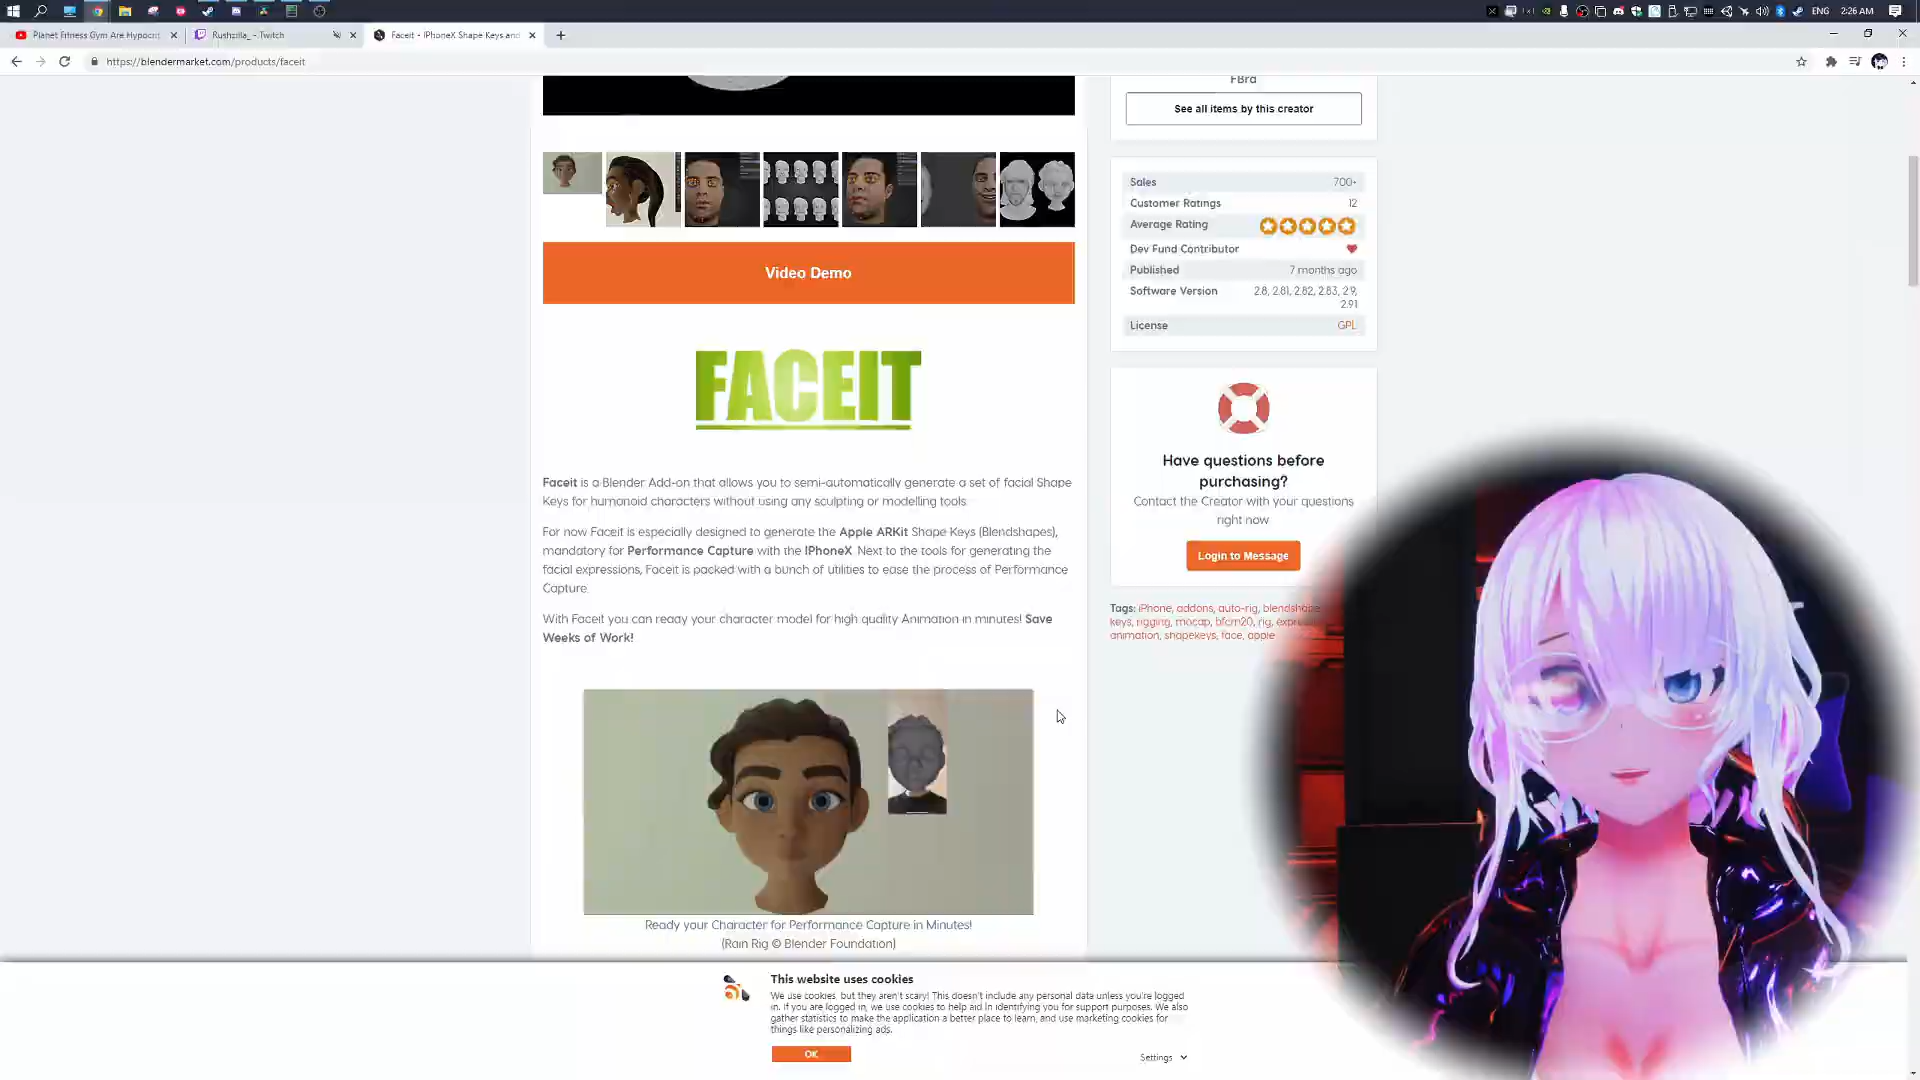 ENG 2:26 AM
Planet Fitness Gym Are Hypocrit
Rushzilla_ - Twitch
Faceit - IPhoneX Shape Keys and
https://blendermarket.com/products/faceit
FBra
See all items by this creator
Sales 700+
Customer Ratings 12
Average Rating
Dev Fund Contributor
Published 7 months ago
Software Version 2.8, 2.81, 2.82, 2.83, 2.9,
2.91
License GPL
Video Demo
FACEIT
Faceit is a Blender Add-on that allows you to semi-automatically generate a set of facial Shape
Keys for humanoid characters without using any sculpting or modelling tools
For now Faceit is especially designed to generate the Apple ARKit Shape Keys (Blendshapes),
mandatory for Performance Capture with the IPhoneX. Next to the tools for generating the
facial expressions, Faceit is packed with a bunch of utilities to ease the process of Performance
Capture.
With Faceit you can ready your character model for high quality Animation in minutes! Save
Weeks of Work!
Have questions before
purchasing?
Contact the Creator with your questions
right now
Login to Message
Tags: iPhone, addons, auto-rig, blendshape
keys, rigging, mocap, bfcm20, rig, expres
animation, shapekeys, face, apple
Ready your Character for Performance Capture in Minutes!
(Rain Rig © Blender Foundation)
This website uses cookies
We use cookies, but they aren't scary! This doesn't include any personal data unless you're logged
in. If you are logged in, we use cookies to help aid in identifying you for support purposes. We also
gather statistics to make the application a better place to learn, and use marketing cookies for
things like personalizing ads.
OK
Settings